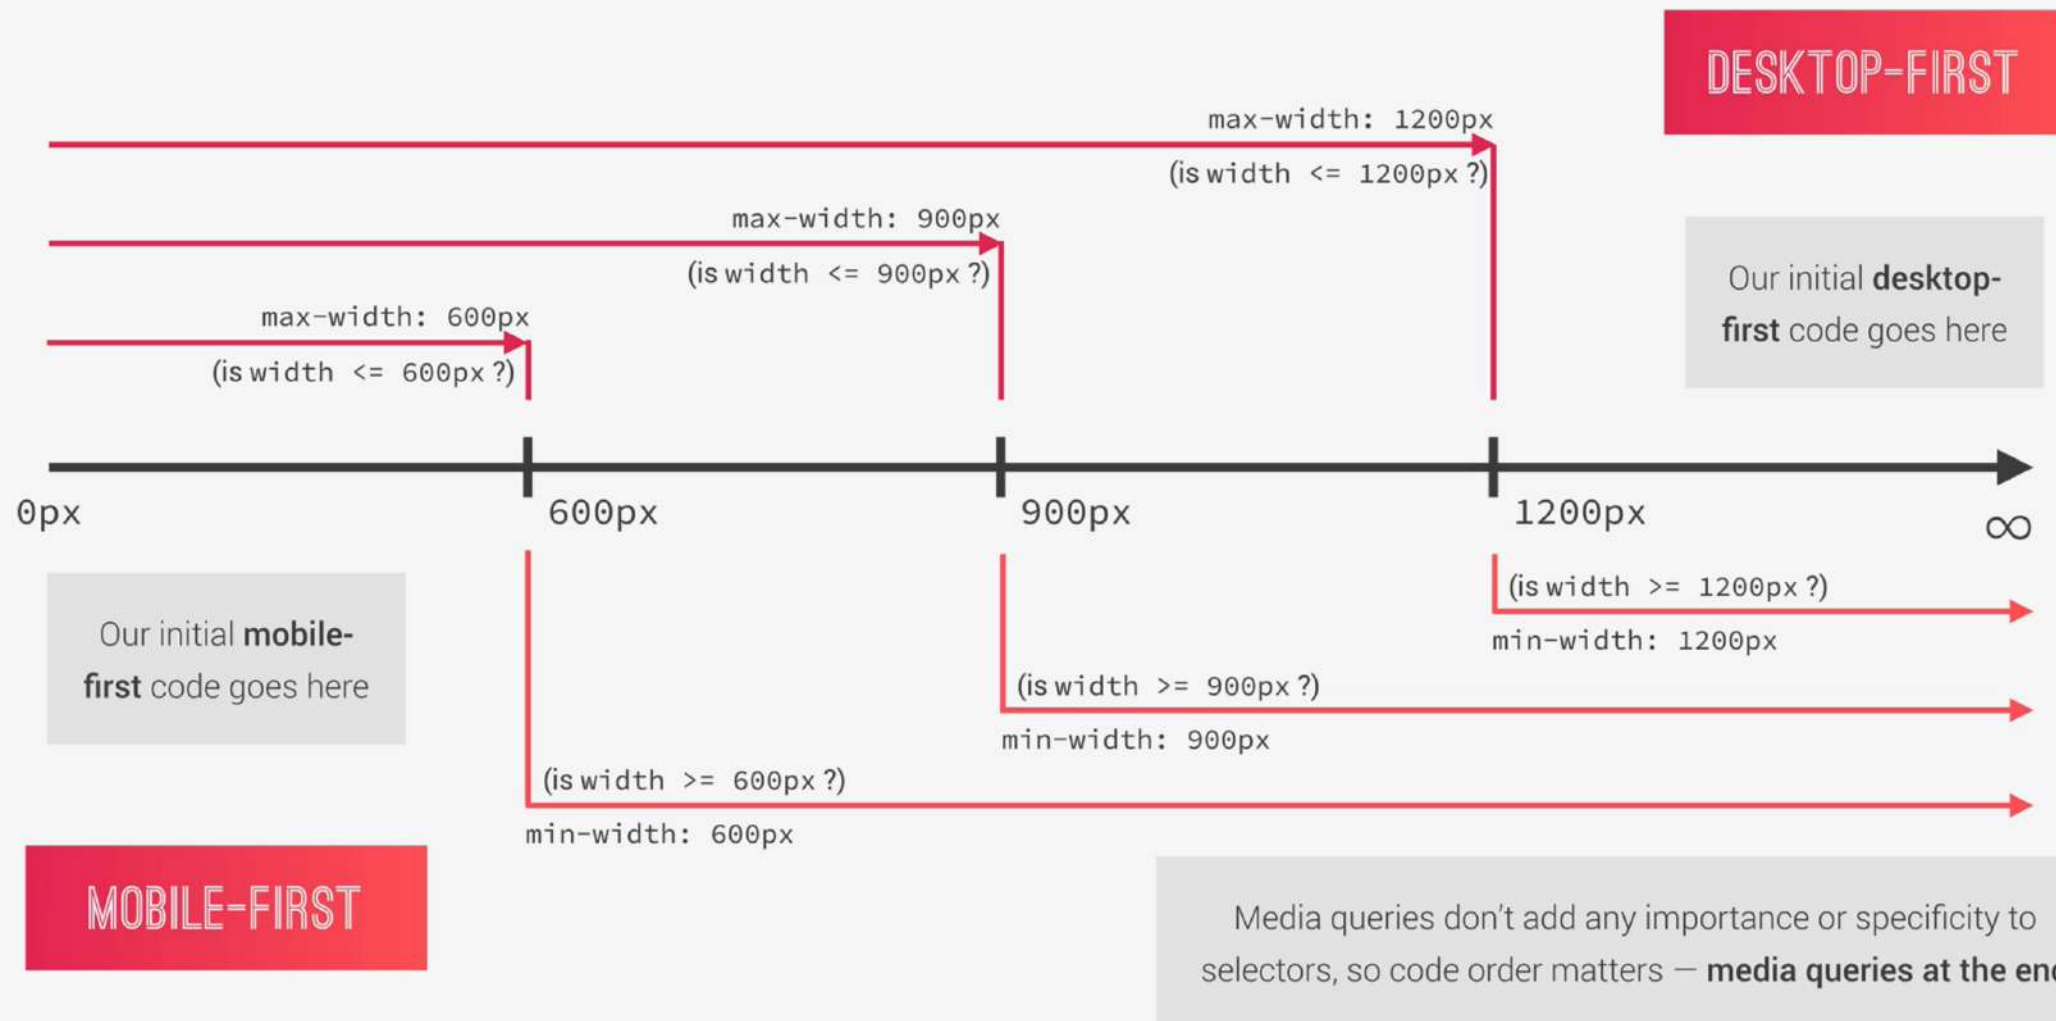 DESKTOP-FIRST
max-width: 1200px
(is width <= 1200px ?)
max-width: 900px
(is width <= 900px ?)
Our initial desktop-
first code goes here
max-width: 600px
(is width <= 600px ?)
0px
600px
900px
1200px
∞
(is width >= 1200px ?)
min-width: 1200px
Our initial mobile-
first code goes here
(is width >= 900px ?)
min-width: 900px
(is width >= 600px ?)
min-width: 600px
MOBILE-FIRST
Media queries don't add any importance or specificity to
selectors, so code order matters — media queries at the